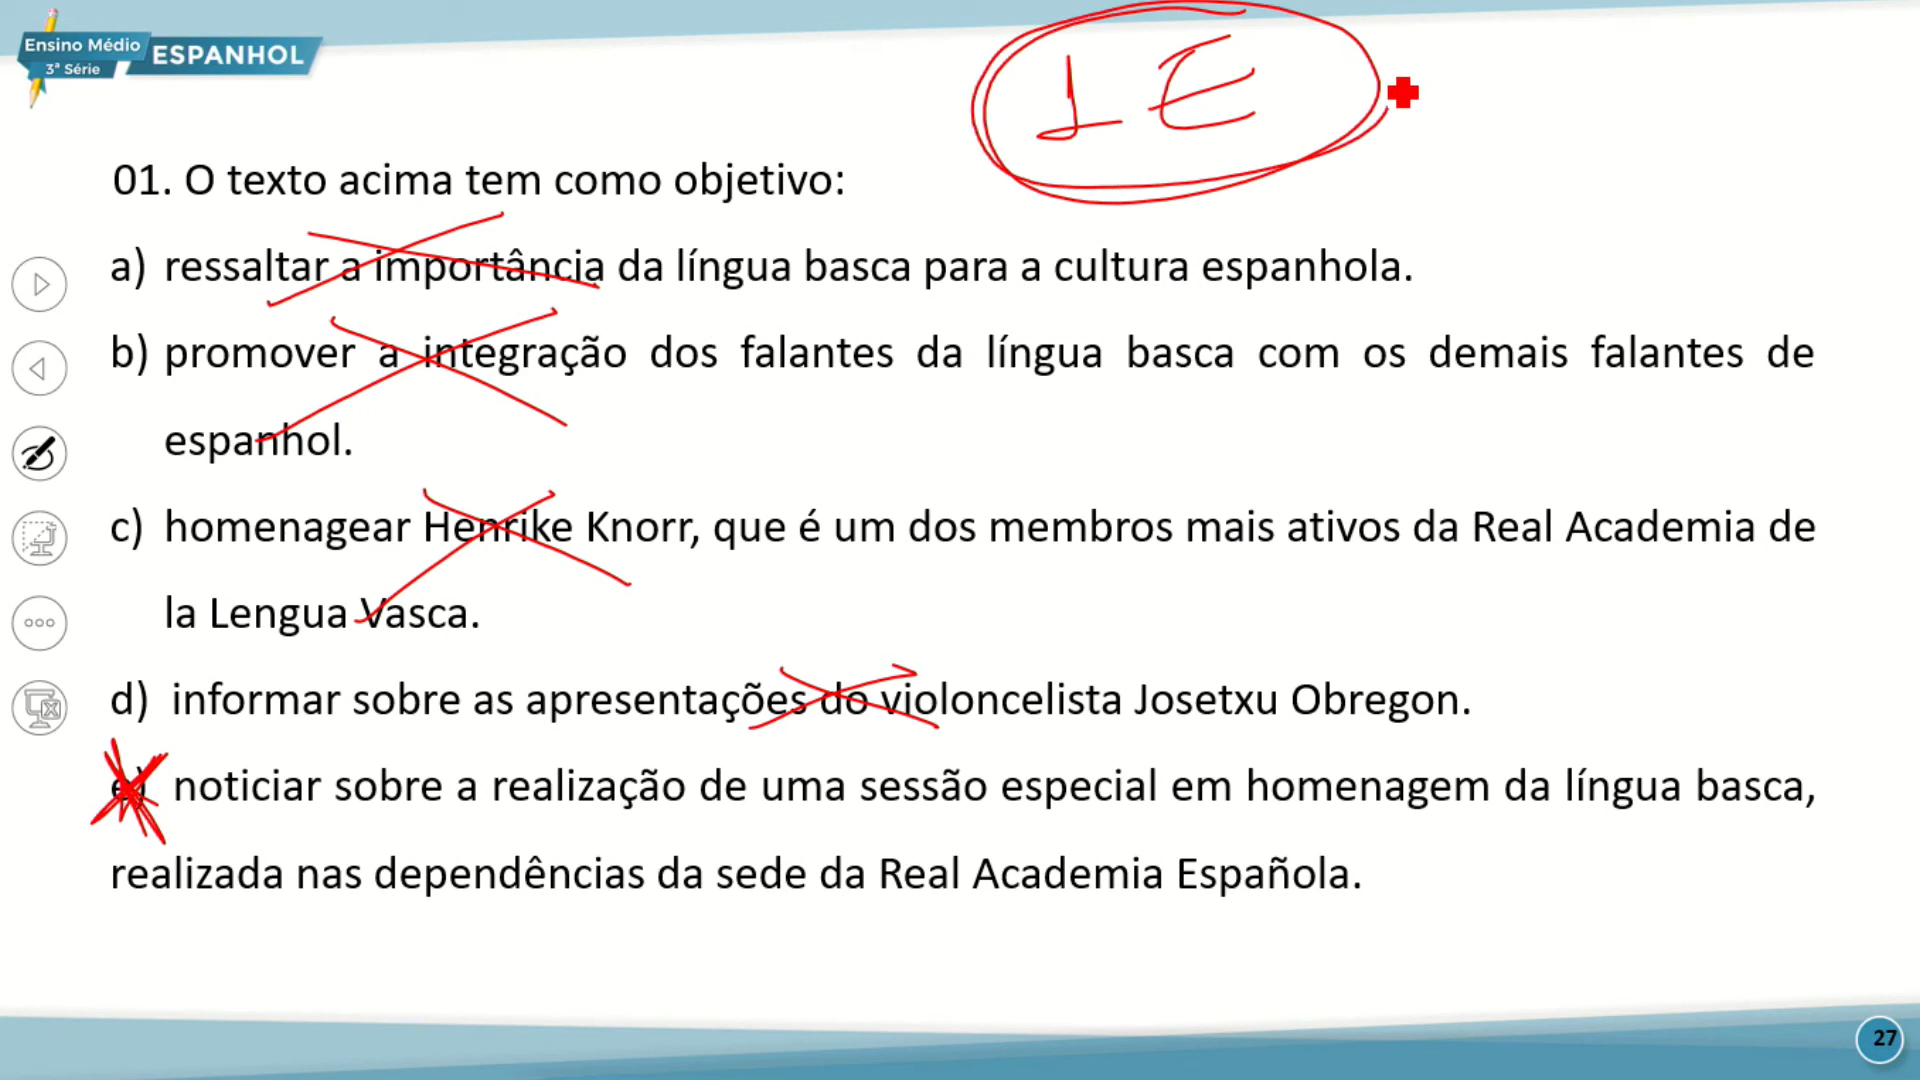 Ensino Médio
3ª Série
ESPANHOL
1E
01. O texto acima tem como objetivo:
a) ressaltar a importância da língua basca para a cultura espanhola.
b) promover a integração dos falantes da língua basca com os demais falantes de
espanhol.
c) homenagear Henrike Knorr, que é um dos membros mais ativos da Real Academia de
la Lengua Vasca.
d) informar sobre as apresentações do violoncelista Josetxu Obregon.
e) noticiar sobre a realização de uma sessão especial em homenagem da língua basca,
realizada nas dependências da sede da Real Academia Española.
27